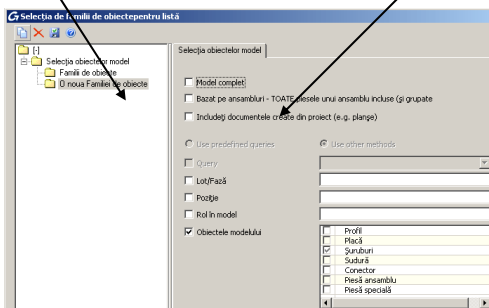 Selecția de familii de obiectepentru listă
[-]
Selecția obiectelor model
Familii de obiecte
O noua Familiei de obiecte
Selecția obiectelor model
Model complet
Bazat pe ansambluri - TOATE piesele unui ansamblu incluse (și grupate
Includeți documentele create din proiect (e.g. planșe)
Use predefined queries
Use other methods
Query
Lot/Fază
Poziție
Rol în model
Obiectele modelului
Profil
Placă
Șuruburi
Sudură
Conector
Piesă ansamblu
Piesă specială